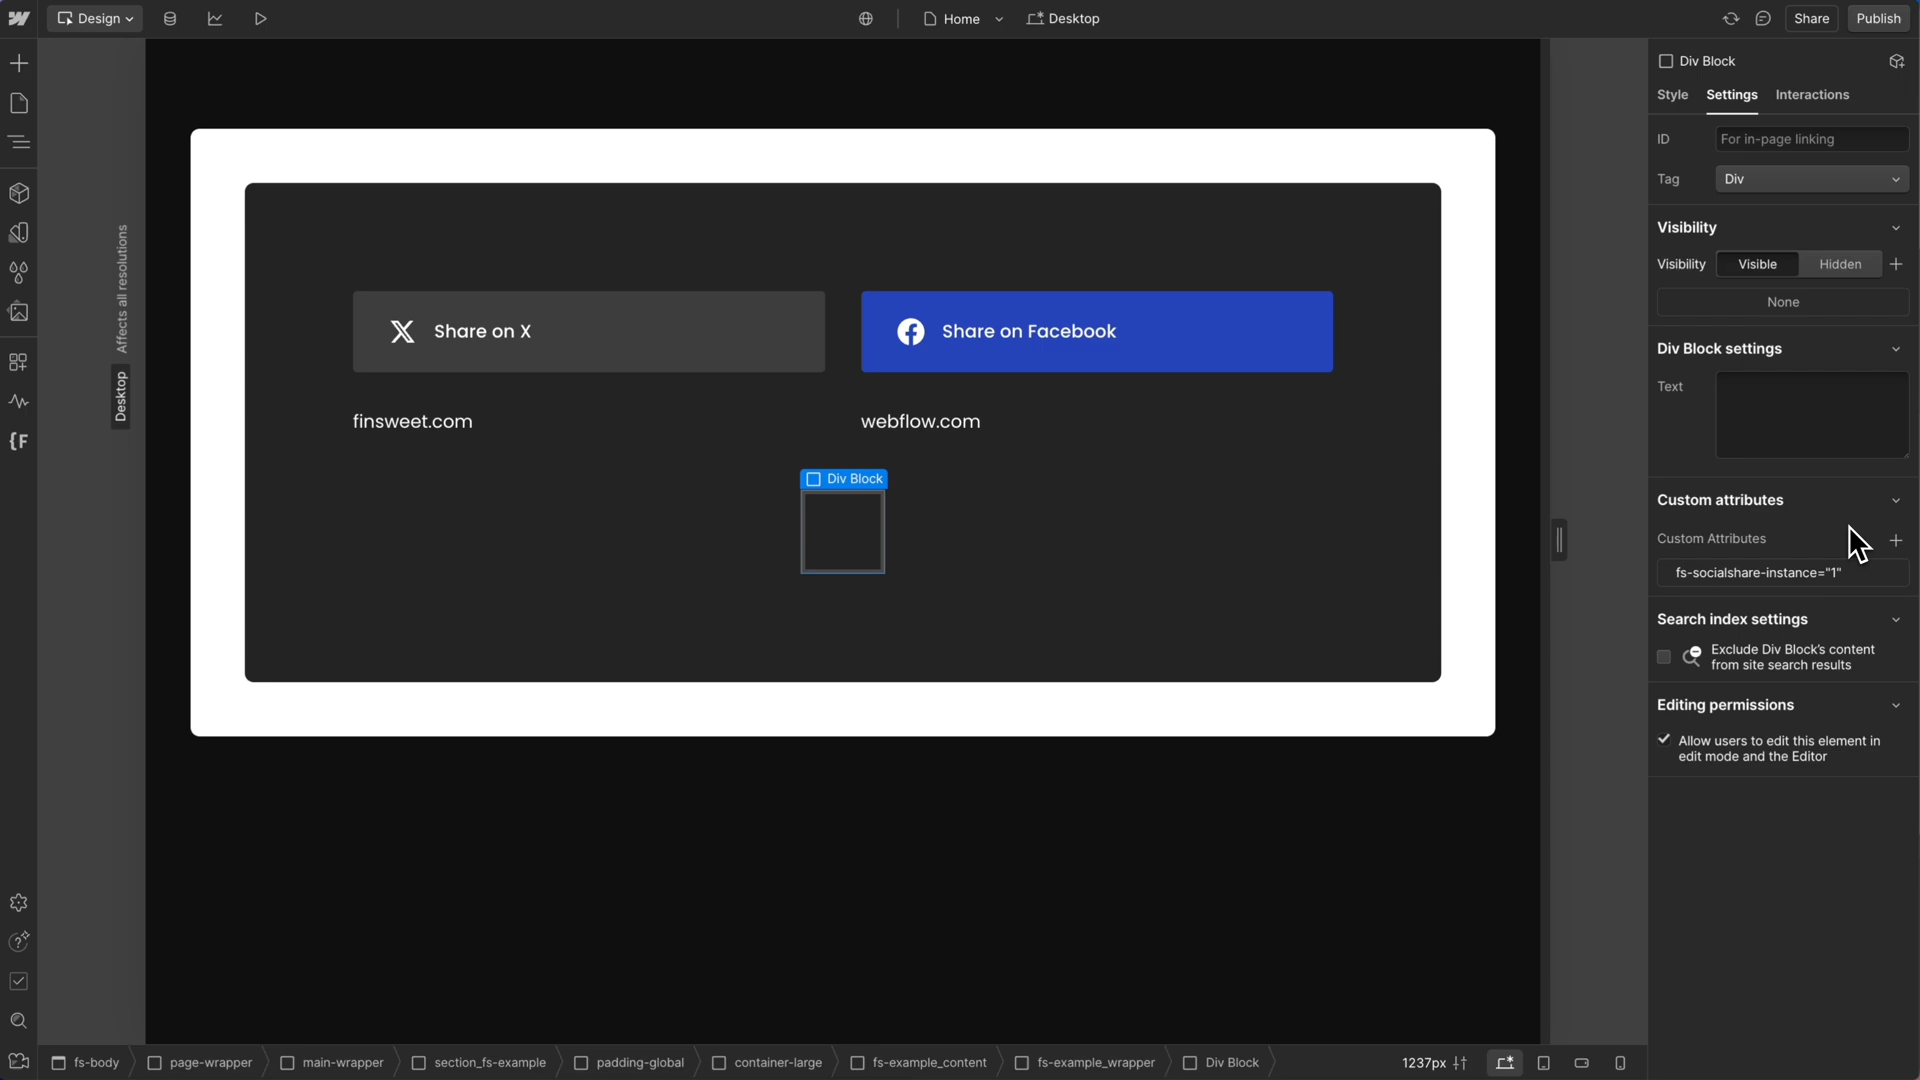 Design
Home
Desktop
Share
Publish
Affects all resolutions
Desktop
{F
Share on X
Share on Facebook
finsweet.com
webflow.com
Div Block
Div Block
Style
Settings
Interactions
ID
For in-page linking
Tag
Div
Visibility
Visibility
Visible
Hidden
None
Div Block settings
Text
Custom attributes
Custom Attributes
fs-socialshare-instance="1"
Search index settings
Exclude Div Block's content
from site search results
Editing permissions
Allow users to edit this element in
edit mode and the Editor
fs-body
page-wrapper
main-wrapper
section_fs-example
padding-global
container-large
fs-example_content
fs-example_wrapper
Div Block
1237px